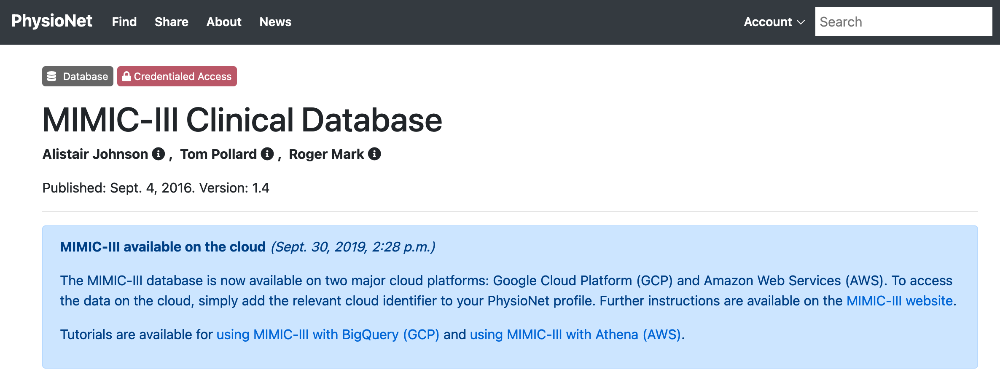 PhysioNet Find Share About News Account Search
Database Credentialed Access
MIMIC-III Clinical Database
Alistair Johnson , Tom Pollard , Roger Mark
Published: Sept. 4, 2016. Version: 1.4
MIMIC-III available on the cloud (Sept. 30, 2019, 2:28 p.m.)
The MIMIC-III database is now available on two major cloud platforms: Google Cloud Platform (GCP) and Amazon Web Services (AWS). To access
the data on the cloud, simply add the relevant cloud identifier to your PhysioNet profile. Further instructions are available on the MIMIC-III website.
Tutorials are available for using MIMIC-III with BigQuery (GCP) and using MIMIC-III with Athena (AWS).